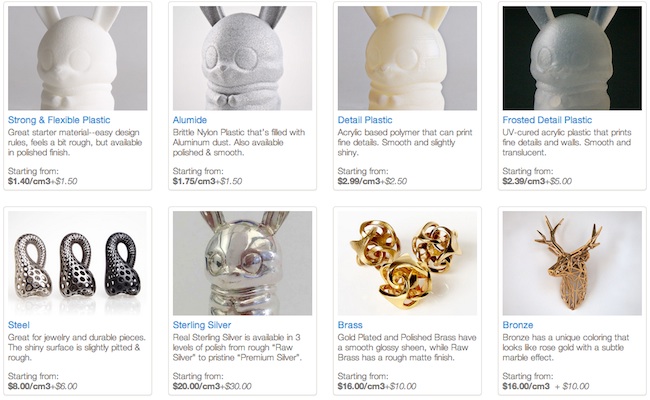 Strong & Flexible Plastic
Great starter material--easy design
rules, feels a bit rough, but available
in polished finish.
Starting from:
$1.40/cm3+$1.50
Alumide
Brittle Nylon Plastic that's filled with
Aluminum dust. Also available
polished & smooth.
Starting from:
$1.75/cm3+$1.50
Detail Plastic
Acrylic based polymer that can print
fine details. Smooth and slightly
shiny.
Starting from:
$2.99/cm3+$2.50
Frosted Detail Plastic
UV-cured acrylic plastic that prints
fine details and walls. Smooth and
translucent.
Starting from:
$2.39/cm3+$5.00
Steel
Great for jewelry and durable pieces.
The shiny surface is slightly pitted &
rough.
Starting from:
$8.00/cm3+$6.00
Sterling Silver
Real Sterling Silver is available in 3
levels of polish from rough "Raw
Silver" to pristine "Premium Silver".
Starting from:
$20.00/cm3+$30.00
Brass
Gold Plated and Polished Brass have
a smooth glossy sheen, while Raw
Brass has a rough matte finish.
Starting from:
$16.00/cm3+$10.00
Bronze
Bronze has a unique coloring that
looks like rose gold with a subtle
marble effect.
Starting from:
$16.00/cm3 + $10.00